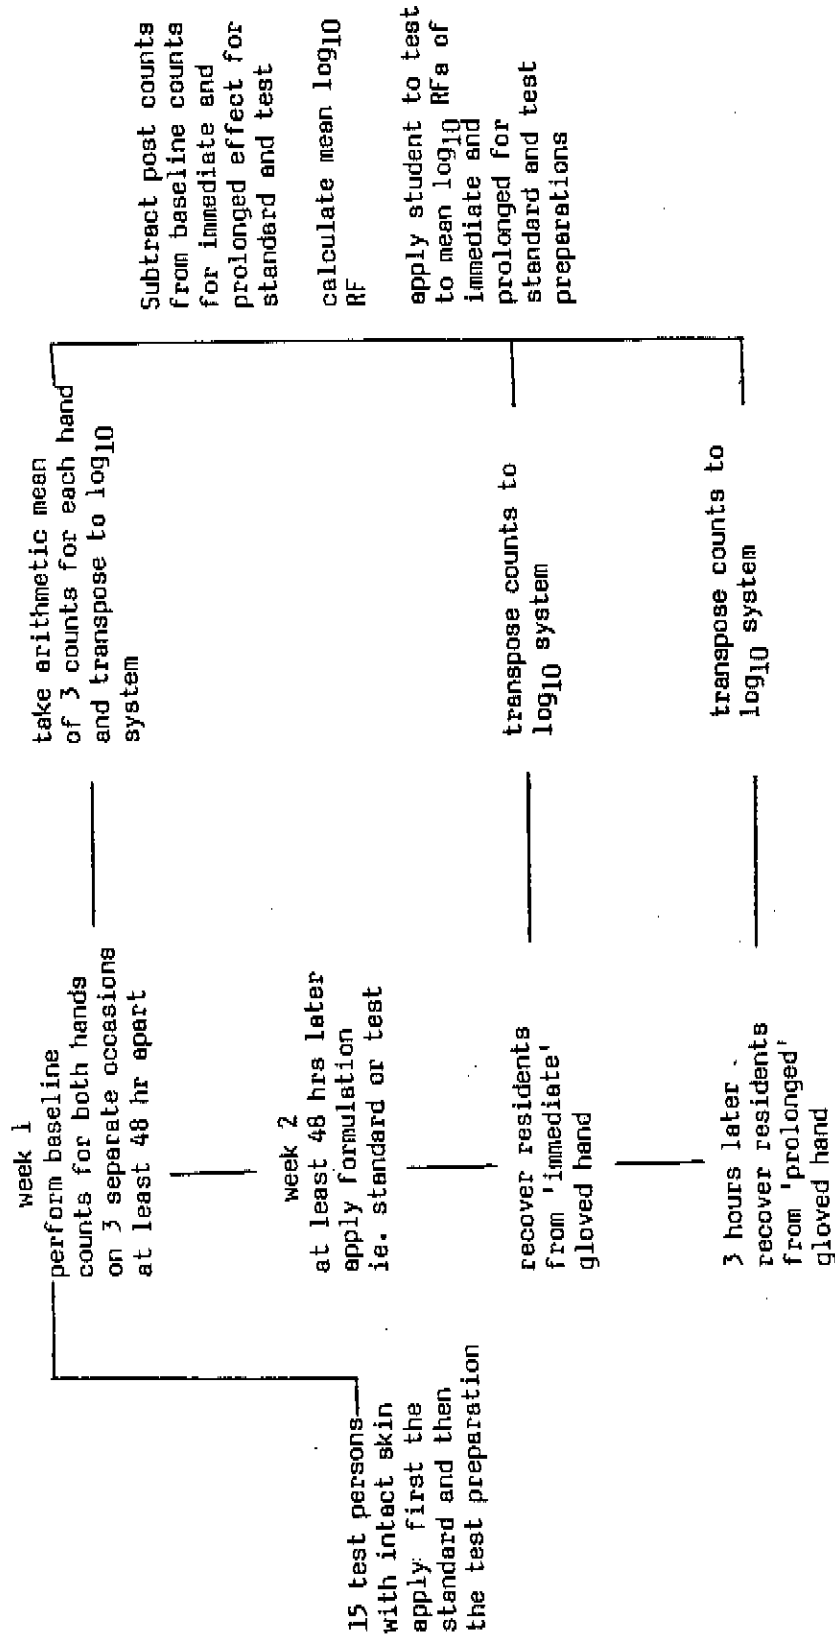 15 test persons
with intact skin
apply: first the
standard and then
the test preparation
week 1
perform baseline
counts for both hands
on 3 separate occasions
at least 48 hr apart
week 2
at least 48 hrs later
apply formulation
ie. standard or test
recover residents
from 'immediate'
gloved hand
3 hours later
recover residents
from 'prolonged'
gloved hand
take arithmetic mean
of 3 counts for each hand
and transpose to log10
system
transpose counts to
log10 system
transpose counts to
log10 system
Subtract post counts
from baseline counts
for immediate and
prolonged effect for
standard and test
calculate mean log10
RF
apply student to test
to mean log10 RFs of
immediate and
prolonged for
standard and test
preparations